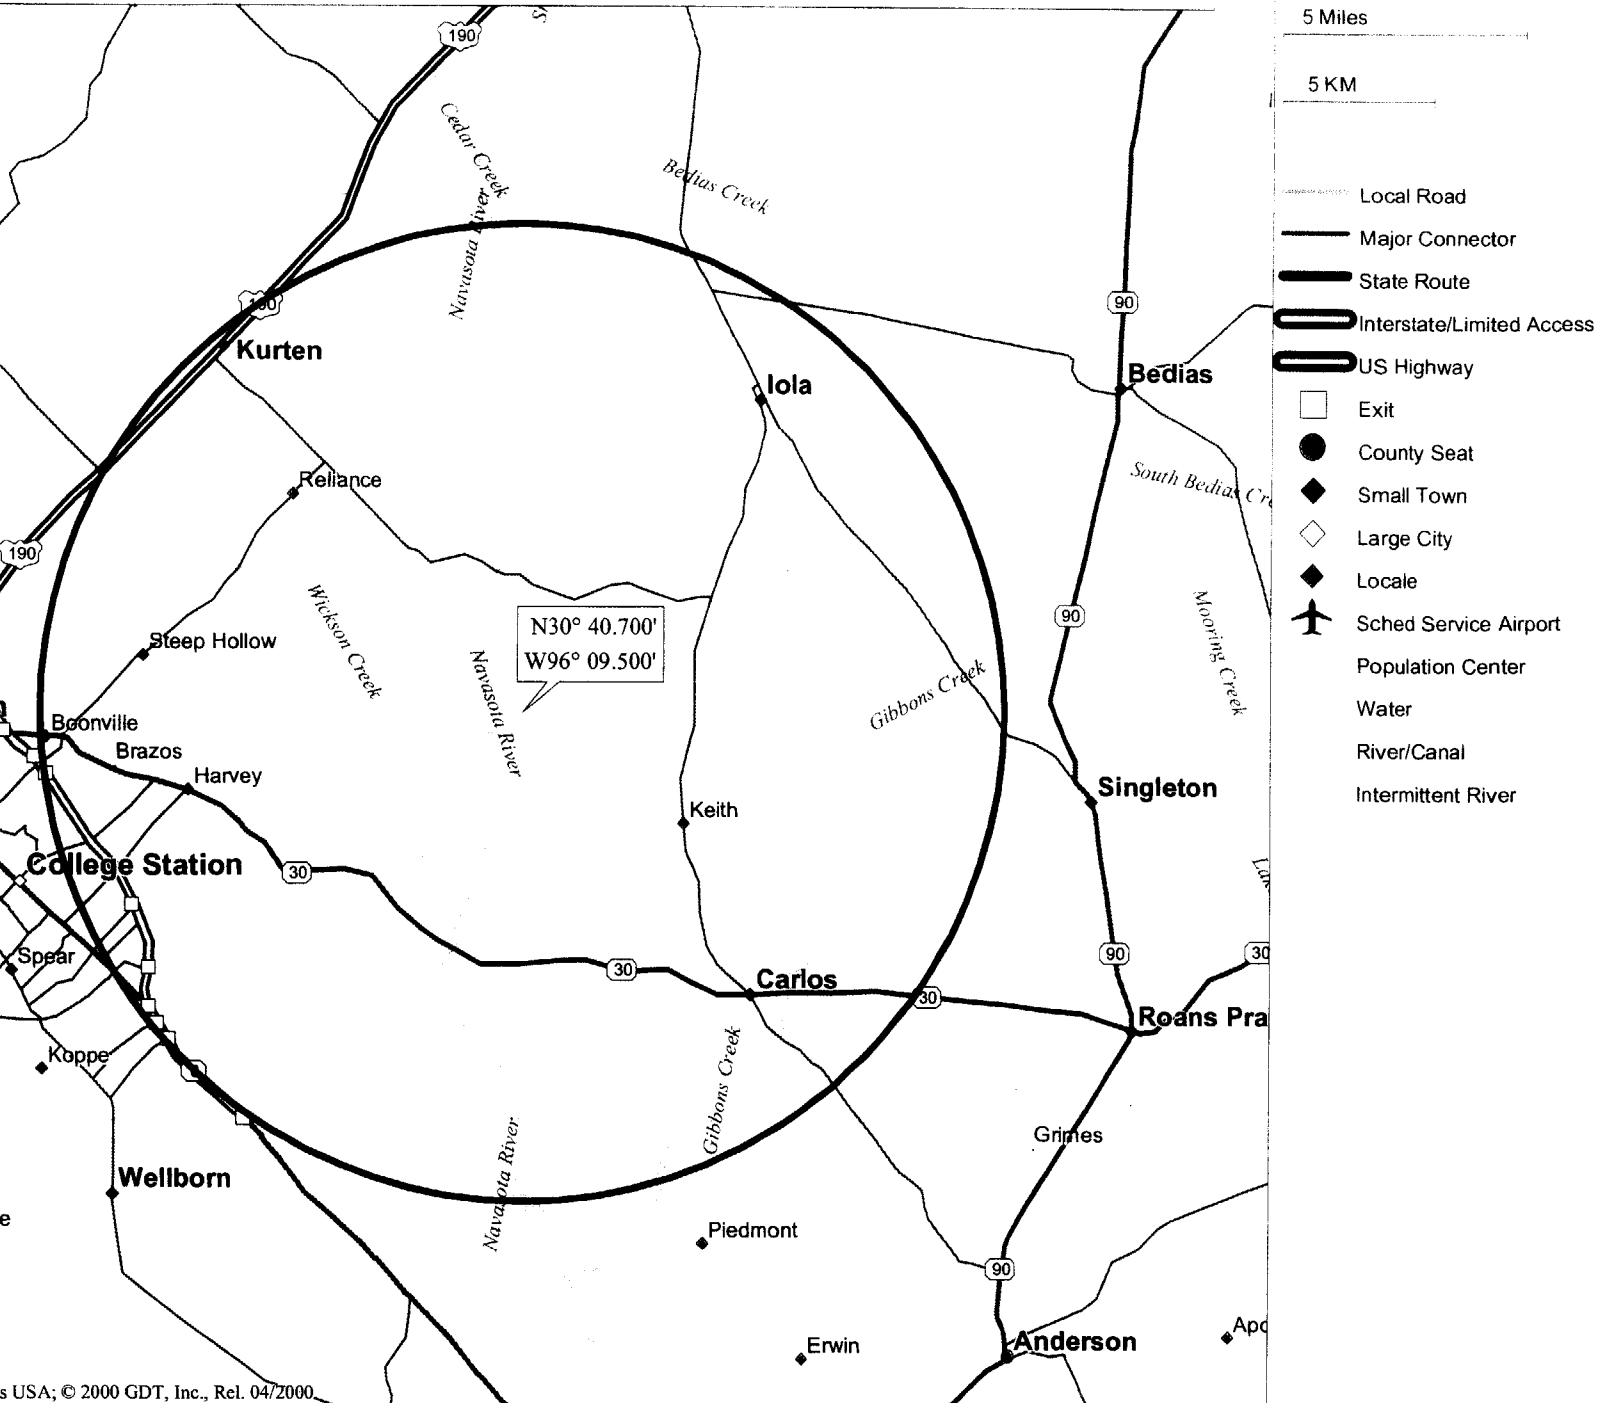 190
Cedar Creek
Bedias Creek
Navasota River
190
Kurten
90
Iola
Bedias
Reliance
South Bedias Cre
190
Wickson Creek
N30° 40.700'
W96° 09.500'
90
Mooring Creek
Steep Hollow
Navasota River
Gibbons Creek
Boonville
Brazos
Harvey
Singleton
Keith
College Station
30
Spear
30
Carlos
30
90
30
Roans Pra
Koppe
Gibbons Creek
Grimes
Navasota River
Wellborn
e
Piedmont
90
Erwin
Anderson
Apo
s USA; © 2000 GDT, Inc., Rel. 04/2000
5 Miles
5 KM
Local Road
Major Connector
State Route
Interstate/Limited Access
US Highway
Exit
County Seat
Small Town
Large City
Locale
Sched Service Airport
Population Center
Water
River/Canal
Intermittent River